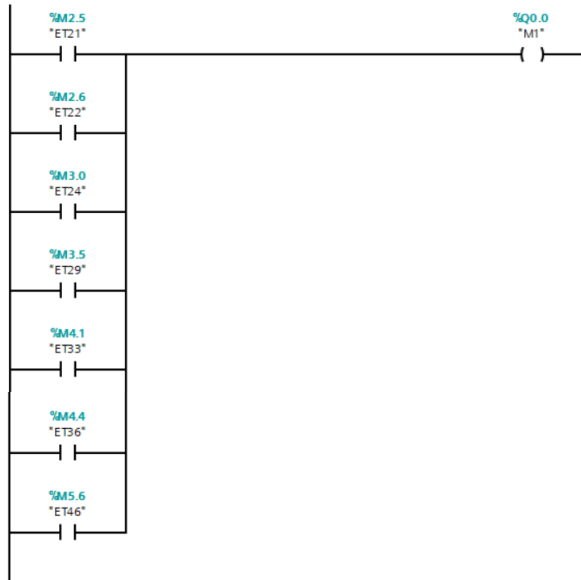 %M2.5 %Q0.0
"ET21" "M1"
%M2.6
"ET22"
%M3.0
"ET24"
%M3.5
"ET29"
%M4.1
"ET33"
%M4.4
"ET36"
%M5.6
"ET46"